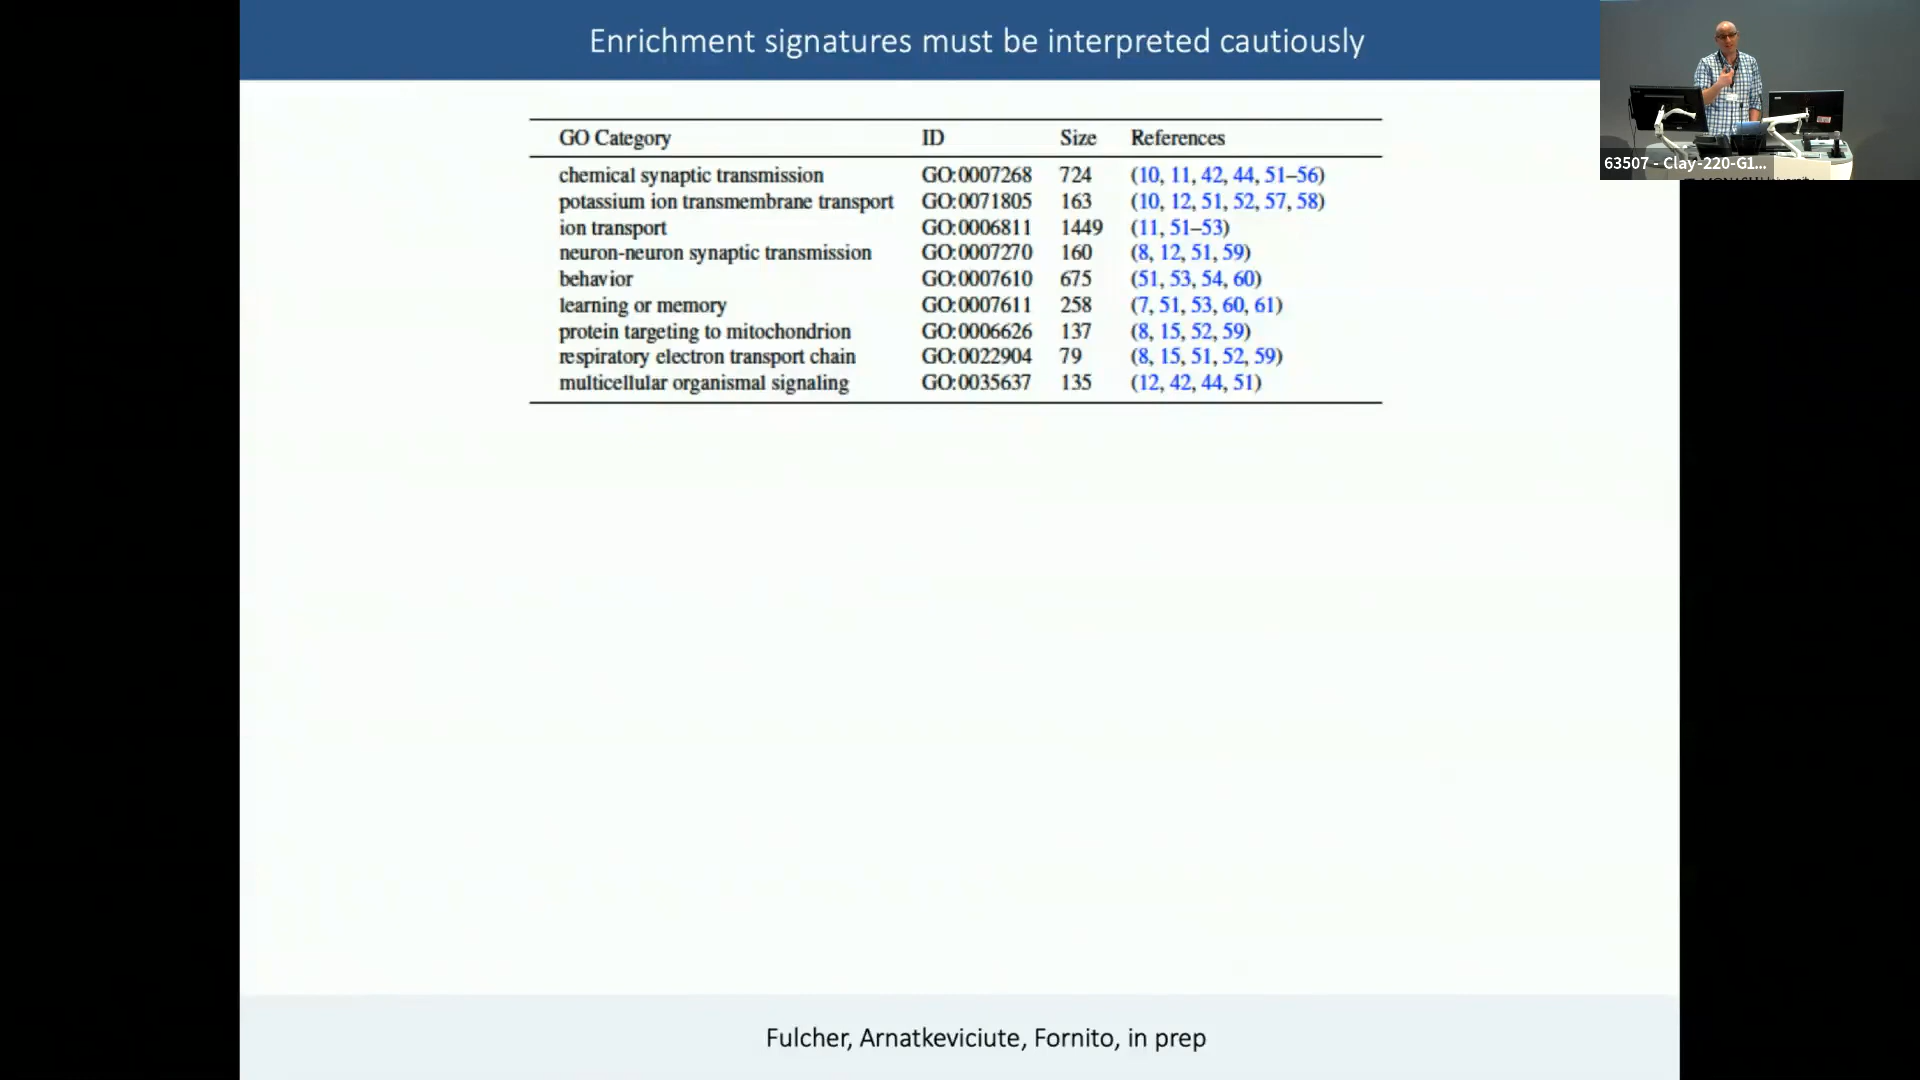 Enrichment signatures must be interpreted cautiously
63507 - Clay-220-G1...
GO Category ID Size References
chemical synaptic transmission GO:0007268 724 (10, 11, 42, 44, 51–56)
potassium ion transmembrane transport GO:0071805 163 (10, 12, 51, 52, 57, 58)
ion transport GO:0006811 1449 (11, 51–53)
neuron-neuron synaptic transmission GO:0007270 160 (8, 12, 51, 59)
behavior GO:0007610 675 (51, 53, 54, 60)
learning or memory GO:0007611 258 (7, 51, 53, 60, 61)
protein targeting to mitochondrion GO:0006626 137 (8, 15, 52, 59)
respiratory electron transport chain GO:0022904 79 (8, 15, 51, 52, 59)
multicellular organismal signaling GO:0035637 135 (12, 42, 44, 51)
Fulcher, Arnatkeviciute, Fornito, in prep